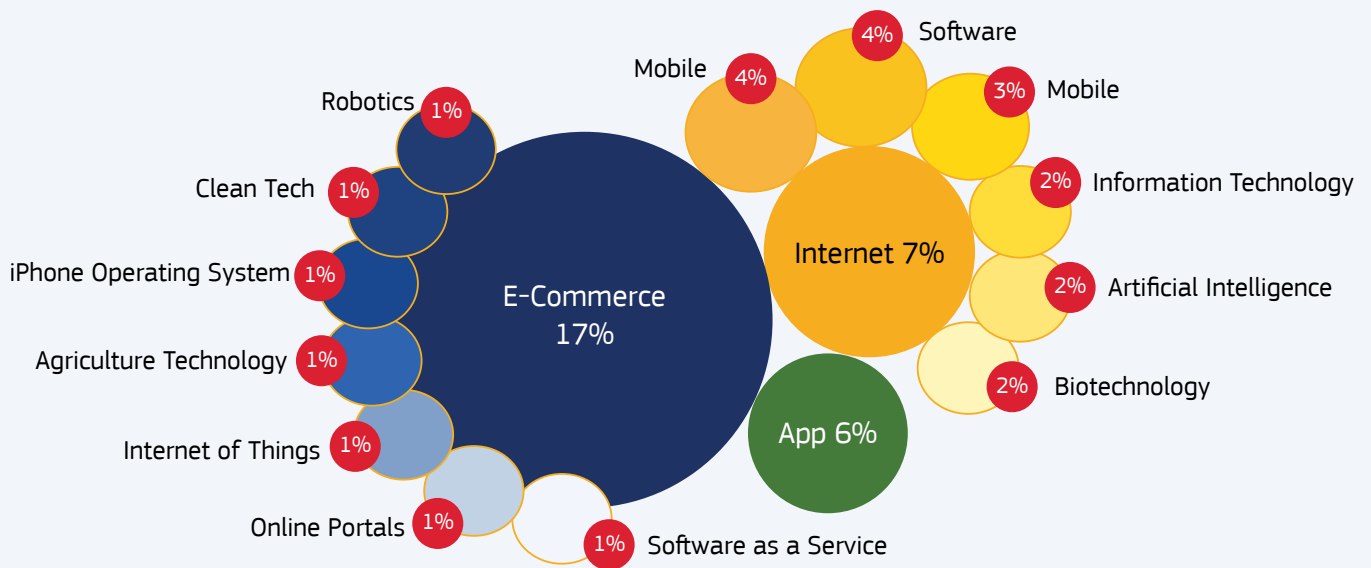 4%
Software
Mobile
4%
3%
Mobile
Robotics
1%
Clean Tech
1%
2%
Information Technology
Internet 7%
iPhone Operating System
1%
E-Commerce
17%
2%
Artificial Intelligence
Agriculture Technology
1%
2%
Biotechnology
App 6%
Internet of Things
1%
Online Portals
1%
1%
Software as a Service